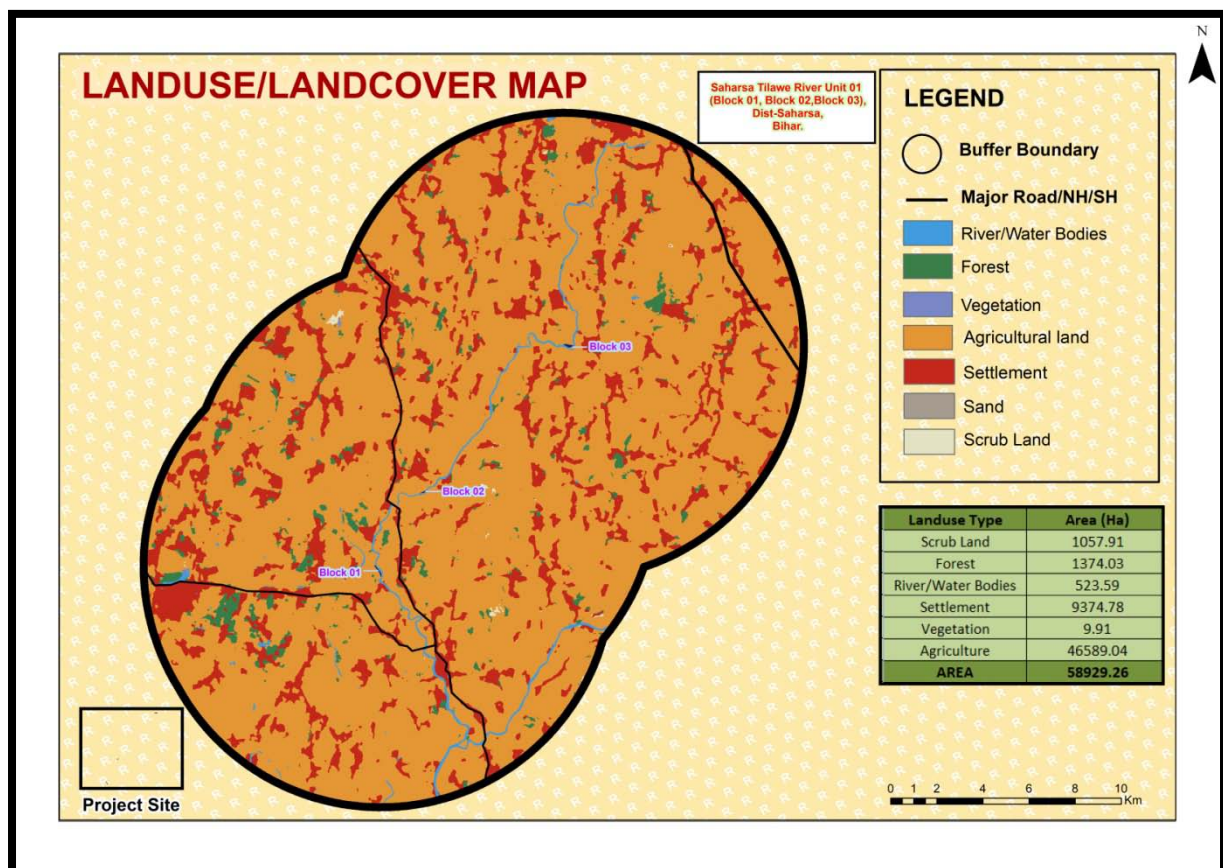 N
LANDUSE/LANDCOVER MAP
Saharsa Tilawe River Unit 01
(Block 01, Block 02,Block 03),
Dist-Saharsa,
Bihar.
LEGEND
Buffer Boundary
Major Road/NH/SH
River/Water Bodies
Forest
Vegetation
Agricultural land
Settlement
Sand
Scrub Land
Block 03
Block 02
Block 01
Landuse Type Area (Ha)
Scrub Land 1057.91
Forest 1374.03
River/Water Bodies 523.59
Settlement 9374.78
Vegetation 9.91
Agriculture 46589.04
AREA 58929.26
Project Site
0 1 2 4 6 8 10
Km